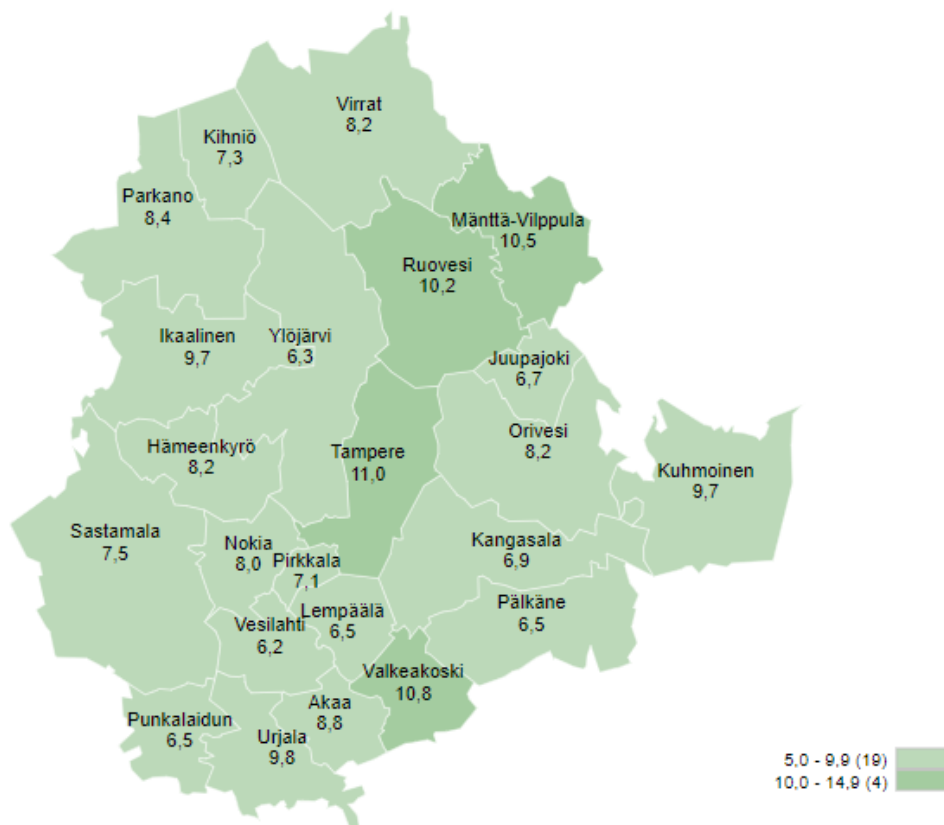 Virrat
8,2
Kihniö
7,3
Parkano
8,4
Mänttä-Vilppula
10,5
Ruovesi
10,2
Ikaalinen
9,7
Ylöjärvi
6,3
Juupajoki
6,7
Orivesi
8,2
Hämeenkyrö
8,2
Tampere
11,0
Kuhmoinen
9,7
Sastamala
7,5
Nokia
8,0
Pirkkala
7,1
Kangasala
6,9
Pälkäne
6,5
Lempäälä
6,5
Vesilahti
6,2
Valkeakoski
10,8
Akaa
8,8
Punkalaidun
6,5
Urjala
9,8
5,0 - 9,9 (19)
10,0 - 14,9 (4)